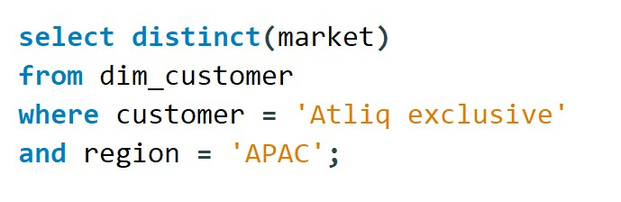 select distinct(market)
from dim_customer
where customer = 'Atliq exclusive'
and region = 'APAC';